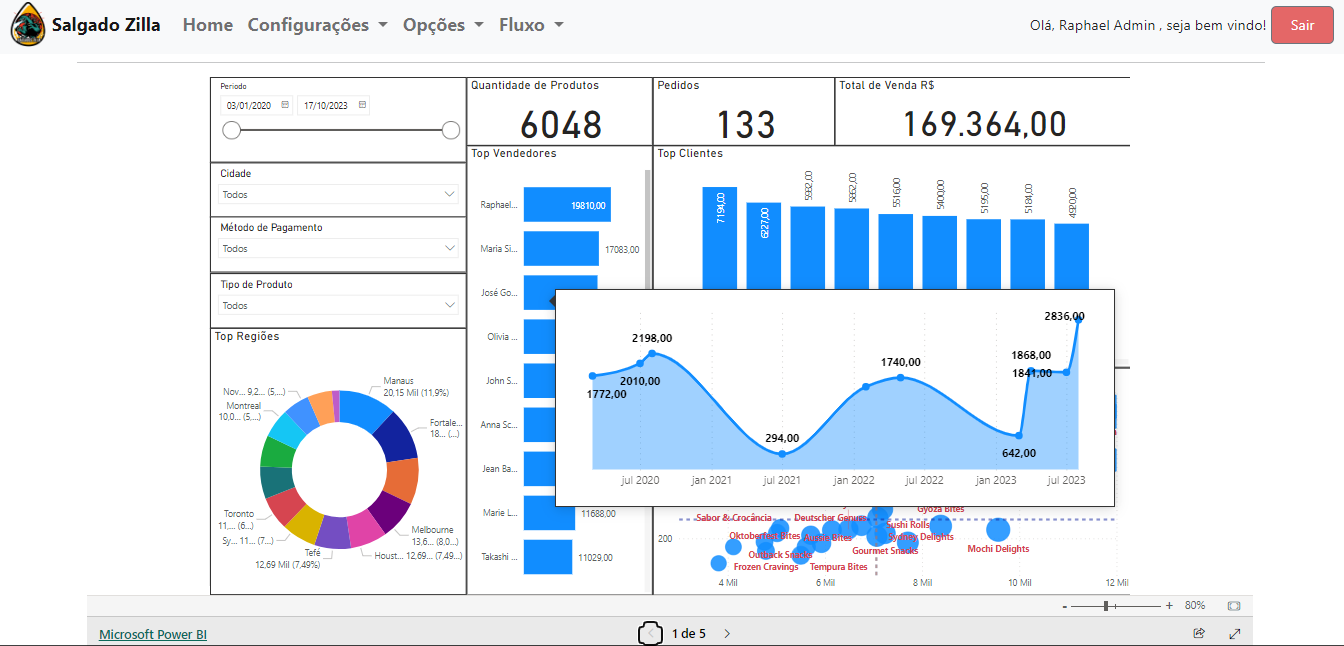 Salgado Zilla Home Configurações Opções Fluxo
Olá, Raphael Admin , seja bem vindo! Sair
Periodo
03/01/2020 17/10/2023
Cidade
Todos
Método de Pagamento
Todos
Tipo de Produto
Todos
Quantidade de Produtos
6048
Pedidos
133
Total de Venda R$
169.364,00
Top Vendedores
Raphael... 19810,00
Maria Si... 17083,00
José Go...
Olivia ...
John S...
Anna Sc...
Jean Ba...
Marie L... 11688,00
Takashi ... 11029,00
Top Clientes
7194,00
6227,00
5982,00
5862,00
5516,00
5400,00
5195,00
5184,00
4920,00
2198,00
2010,00
1772,00
294,00
1740,00
642,00
1868,00
1841,00
2836,00
jul 2020 jan 2021 jul 2021 jan 2022 jul 2022 jan 2023 jul 2023
Top Regiões
Manaus
20,15 Mil (11,9%)
Fortale...
18... (...)
Melbourne
13,6... (8,0...)
Houst... 12,69... (7,49...)
Tefé
12,69 Mil (7,49%)
Sy... 11... (7...)
Toronto
11,... (6...)
Montreal
10,0... (5,...)
Nov... 9,2... (5,...)
Sabor & Crocância
Deutscher Genuss
Gyoza Bites
Sushi Rolls
Oktoberfest Bites
Aussie Bites
Sydney Delights
Outback Snacks
Gourmet Snacks
Mochi Delights
Frozen Cravings
Tempura Bites
200
4 Mil 6 Mil 8 Mil 10 Mil 12 Mil
- + 80%
Microsoft Power BI
1 de 5